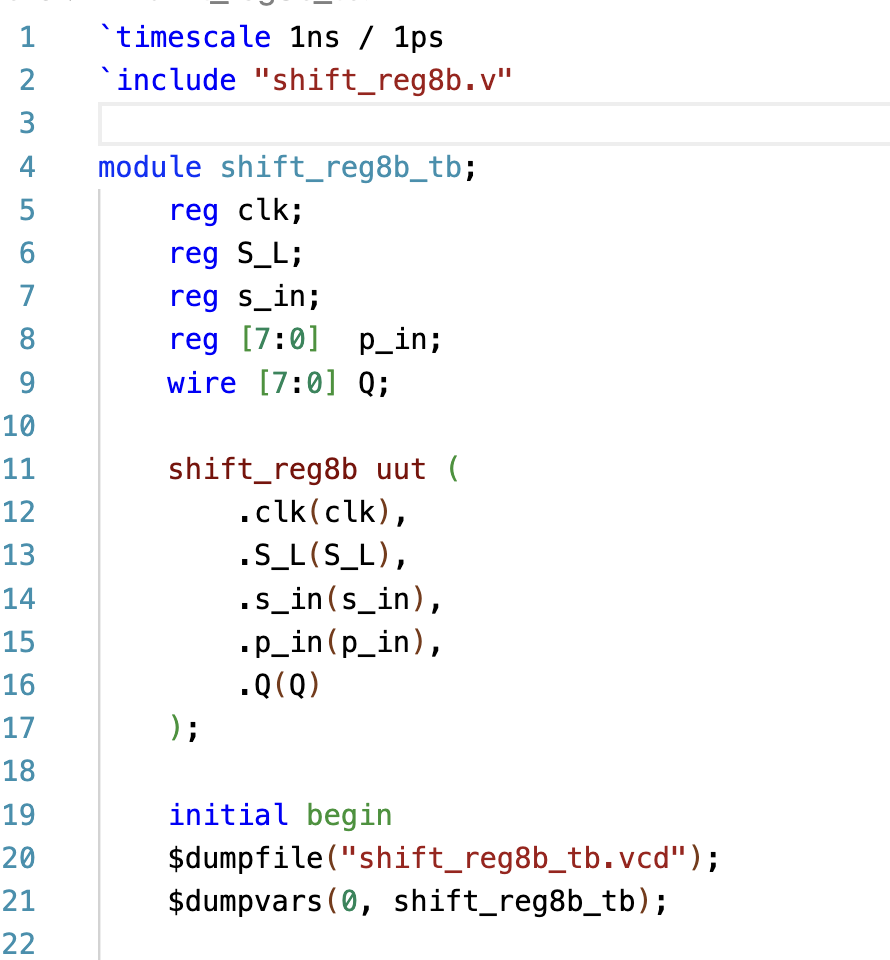 1 `timescale 1ns / 1ps
2 `include "shift_reg8b.v"
3
4 module shift_reg8b_tb;
5 reg clk;
6 reg S_L;
7 reg s_in;
8 reg [7:0]  p_in;
9 wire [7:0] Q;
10
11 shift_reg8b uut (
12 .clk(clk),
13 .S_L(S_L),
14 .s_in(s_in),
15 .p_in(p_in),
16 .Q(Q)
17 );
18
19 initial begin
20 $dumpfile("shift_reg8b_tb.vcd");
21 $dumpvars(0, shift_reg8b_tb);
22